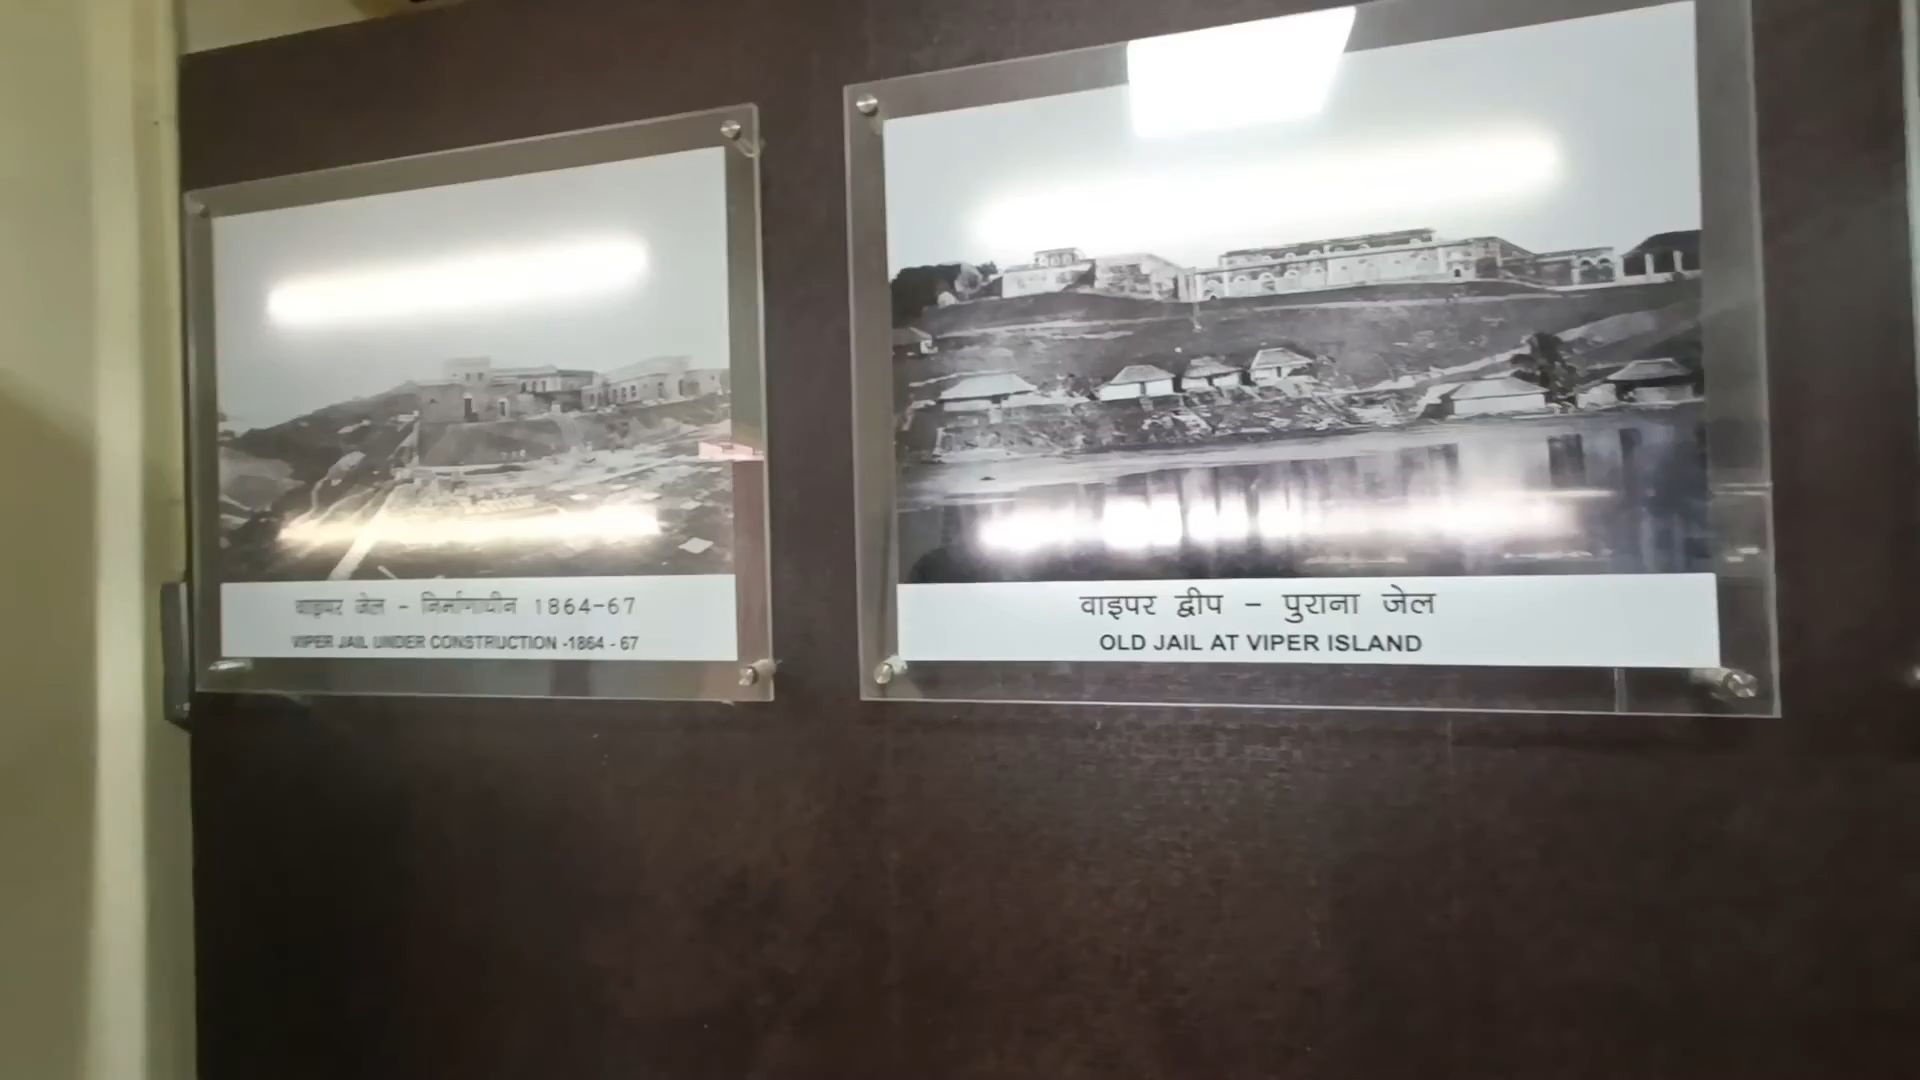 वाइपर जेल - निर्माणाधीन 1864-67
VIPER JAIL UNDER CONSTRUCTION -1864 - 67
वाइपर द्वीप - पुराना जेल
OLD JAIL AT VIPER ISLAND